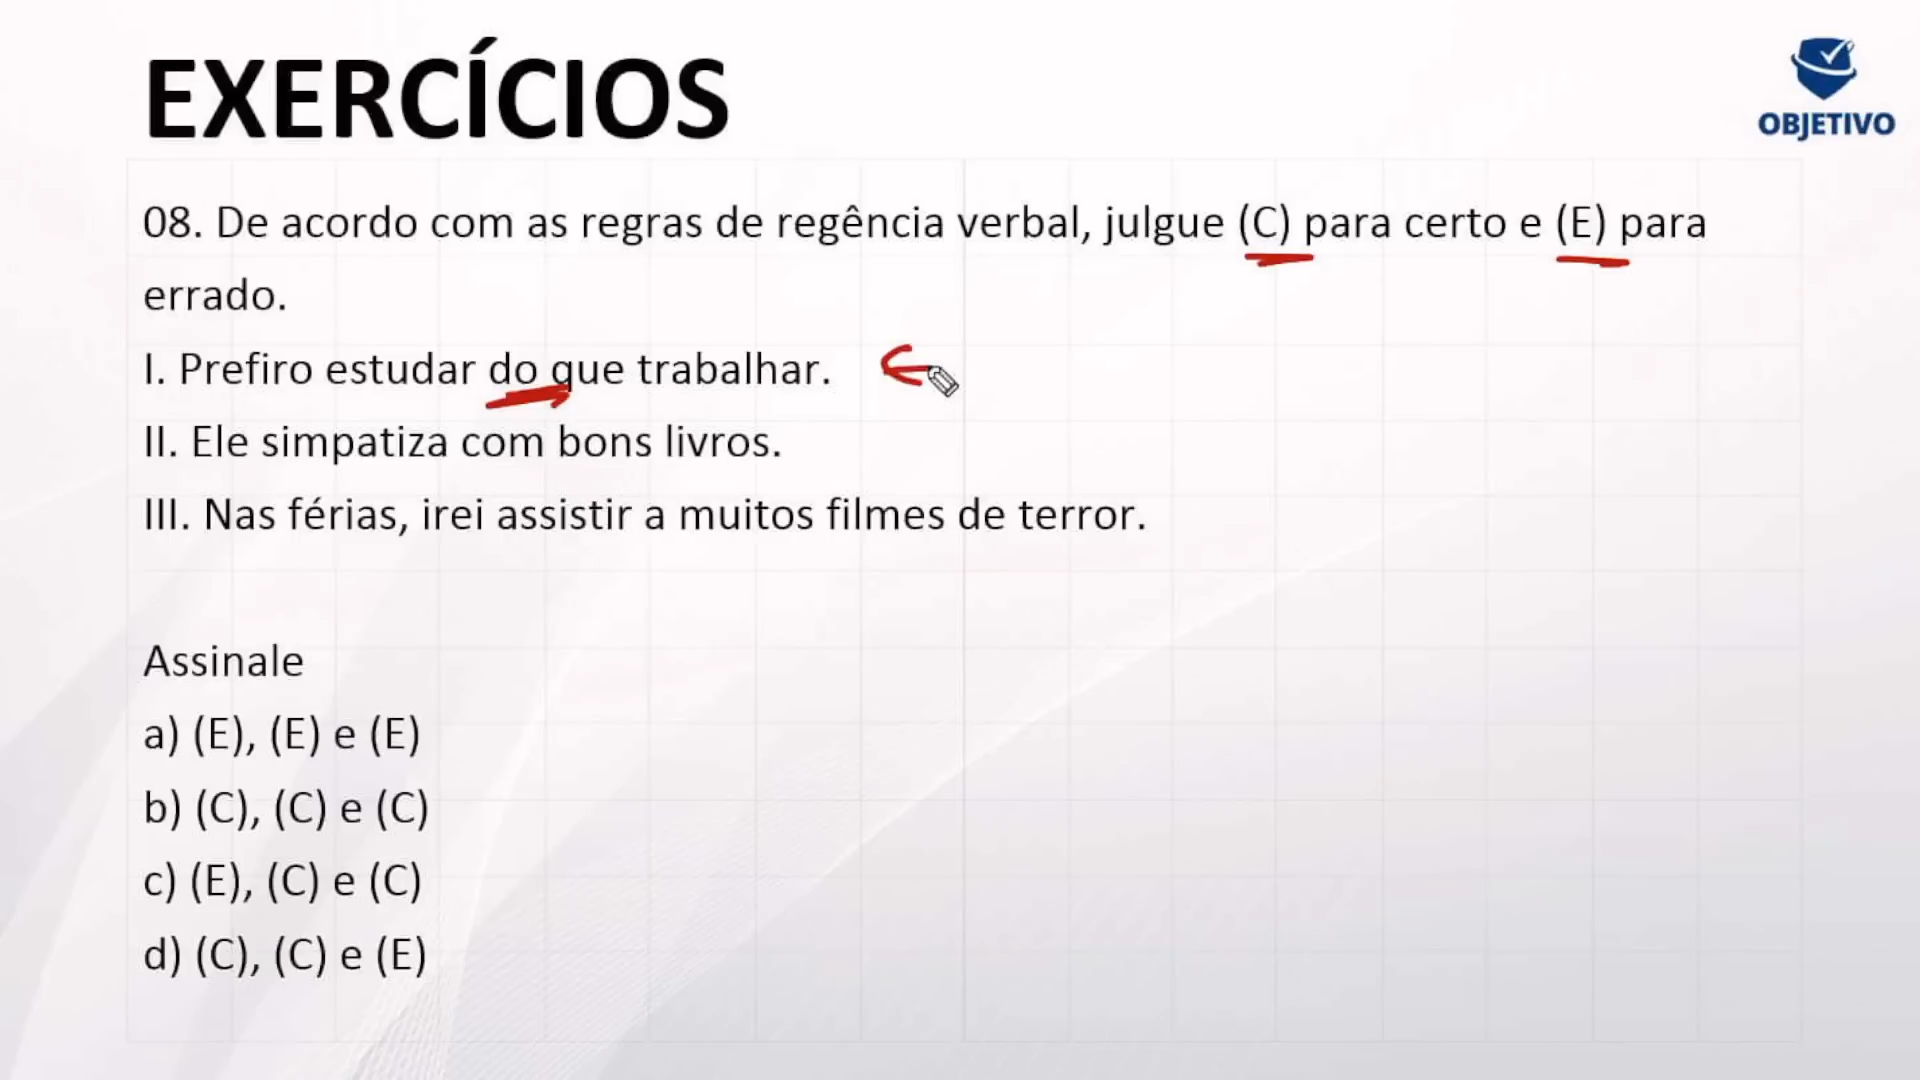 EXERCÍCIOS
OBJETIVO
08. De acordo com as regras de regência verbal, julgue (C) para certo e (E) para
errado.
I. Prefiro estudar do que trabalhar.
II. Ele simpatiza com bons livros.
III. Nas férias, irei assistir a muitos filmes de terror.
Assinale
a) (E), (E) e (E)
b) (C), (C) e (C)
c) (E), (C) e (C)
d) (C), (C) e (E)